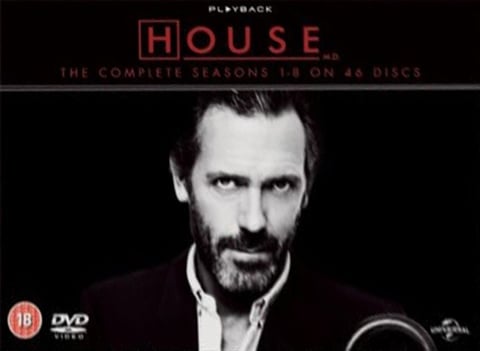 PLAYBACK
HOUSE M.D.
THE COMPLETE SEASONS 1-8 ON 46 DISCS
18
DVD
VIDEO
UNIVERSAL